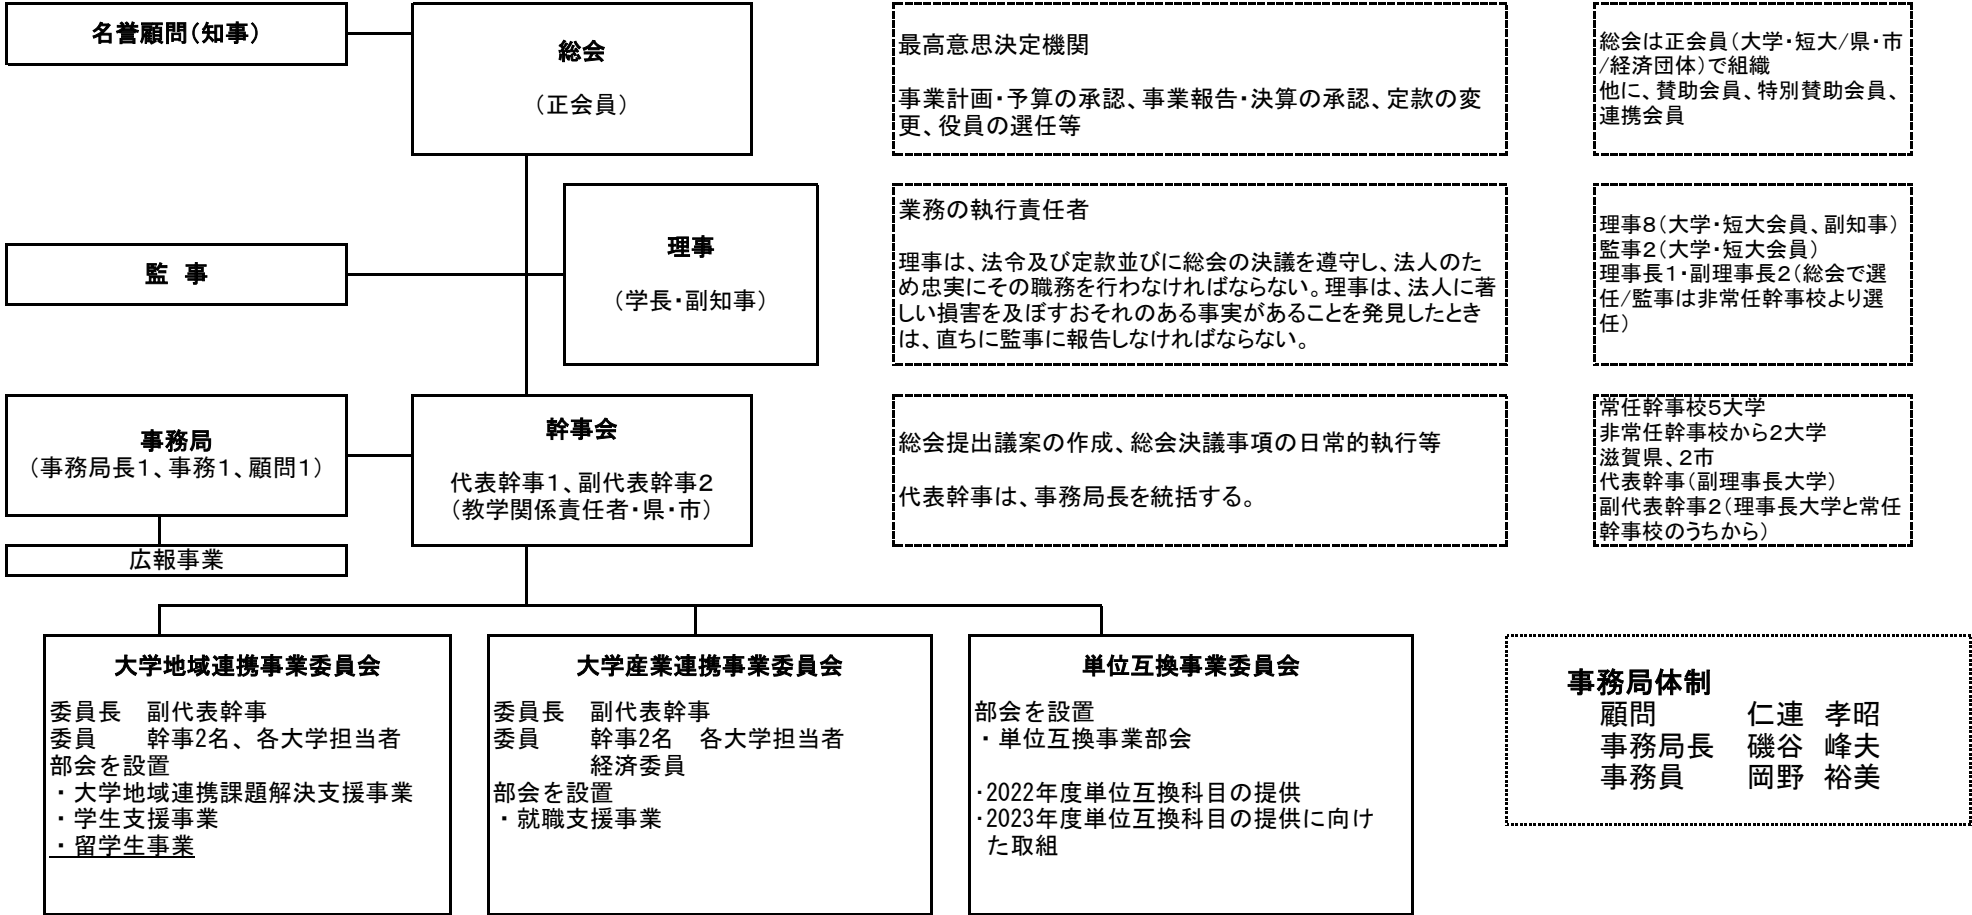 名誉顧問(知事)
総会
(正会員)
最高意思決定機関
事業計画・予算の承認、事業報告・決算の承認、定款の変
更、役員の選任等
総会は正会員(大学・短大/県・市
/経済団体)で組織
他に、賛助会員、特別賛助会員、
連携会員
監 事
理事
(学長・副知事)
業務の執行責任者
理事は、法令及び定款並びに総会の決議を遵守し、法人のた
め忠実にその職務を行わなければならない。理事は、法人に著
しい損害を及ぼすおそれのある事実があることを発見したとき
は、直ちに監事に報告しなければならない。
理事8(大学・短大会員、副知事)
監事2(大学・短大会員)
理事長1・副理事長2(総会で選
任/監事は非常任幹事校より選
任)
事務局
(事務局長1、事務1、顧問1)
広報事業
幹事会
代表幹事1、副代表幹事2
(教学関係責任者・県・市)
総会提出議案の作成、総会決議事項の日常的執行等
代表幹事は、事務局長を統括する。
常任幹事校5大学
非常任幹事校から2大学
滋賀県、2市
代表幹事(副理事長大学)
副代表幹事2(理事長大学と常任
幹事校のうちから)
大学地域連携事業委員会
委員長 副代表幹事
委員 幹事2名、各大学担当者
部会を設置
・大学地域連携課題解決支援事業
・学生支援事業
・留学生事業
大学産業連携事業委員会
委員長 副代表幹事
委員 幹事2名 各大学担当者
経済委員
部会を設置
・就職支援事業
単位互換事業委員会
部会を設置
・単位互換事業部会
・2022年度単位互換科目の提供
・2023年度単位互換科目の提供に向け
た取組
事務局体制
顧問 仁連 孝昭
事務局長 磯谷 峰夫
事務員 岡野 裕美